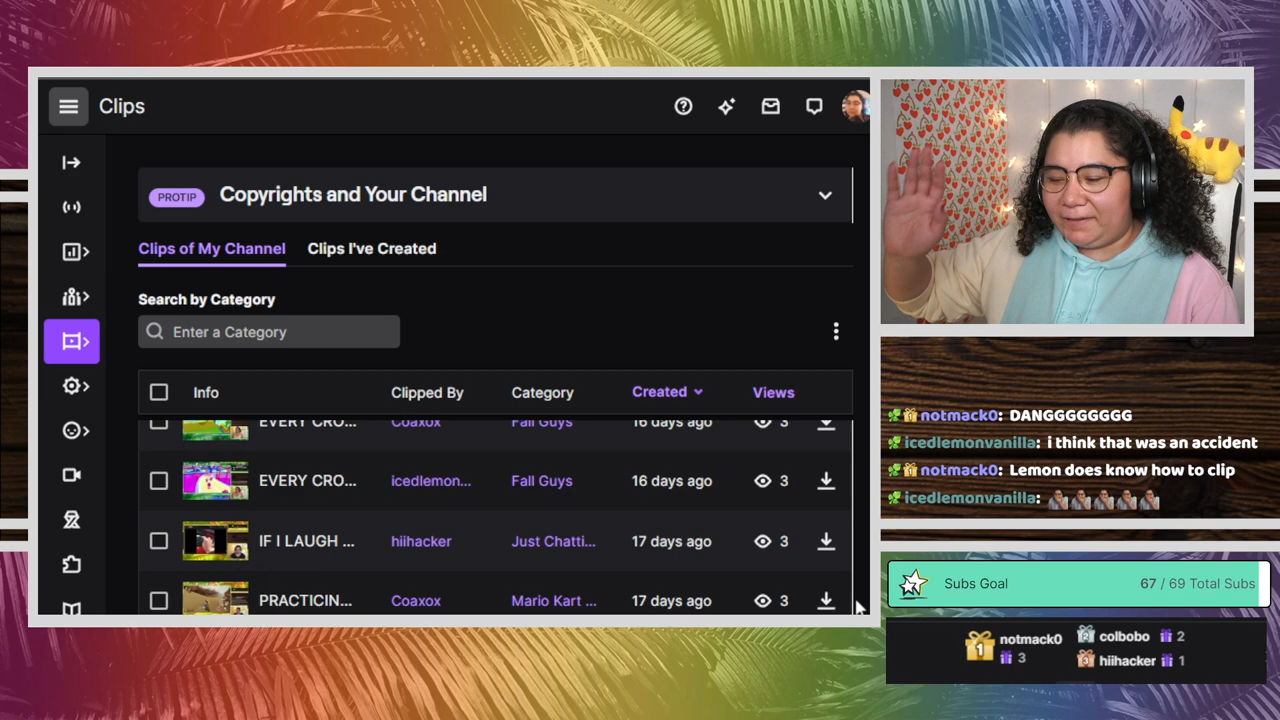 Clips
PROTIP Copyrights and Your Channel
Clips of My Channel Clips I've Created
Search by Category
Enter a Category
Info Clipped By Category Created Views
EVERY CRO... Coaxox Fall Guys 16 days ago 3
EVERY CRO... icedlemon... Fall Guys 16 days ago 3
IF I LAUGH ... hiihacker Just Chatti... 17 days ago 3
PRACTICIN... Coaxox Mario Kart ... 17 days ago 3
notmack0: DANGGGGGGGG
icedlemonvanilla: i think that was an accident
notmack0: Lemon does know how to clip
icedlemonvanilla:
Subs Goal 67 / 69 Total Subs
1 notmack0 3
2 colbobo 2
3 hiihacker 1